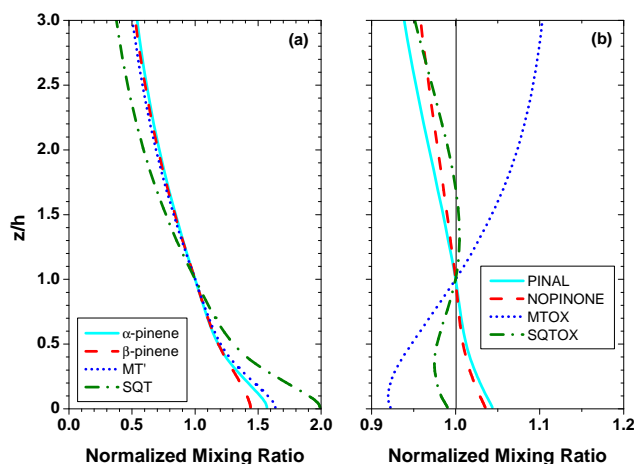 (a)
3.0
2.5
2.0
1.5
1.0
0.5
0
z/h
α-pinene
β-pinene
MT'
SQT
0.0 0.5 1.0 1.5 2.0
Normalized Mixing Ratio
(b)
PINAL
NOPINONE
MTOX
SQTOX
0.9 1.0 1.1 1.2
Normalized Mixing Ratio